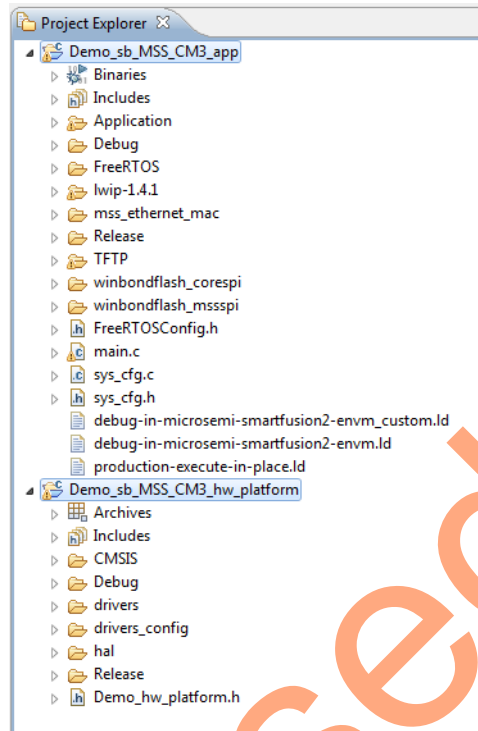 Project Explorer
Demo_sb_MSS_CM3_app
Binaries
Includes
Application
Debug
FreeRTOS
lwip-1.4.1
mss_ethernet_mac
Release
TFTP
winbondflash_corespi
winbondflash_mssspi
FreeRTOSConfig.h
main.c
sys_cfg.c
sys_cfg.h
debug-in-microsemi-smartfusion2-envm_custom.ld
debug-in-microsemi-smartfusion2-envm.ld
production-execute-in-place.ld
Demo_sb_MSS_CM3_hw_platform
Archives
Includes
CMSIS
Debug
drivers
drivers_config
hal
Release
Demo_hw_platform.h